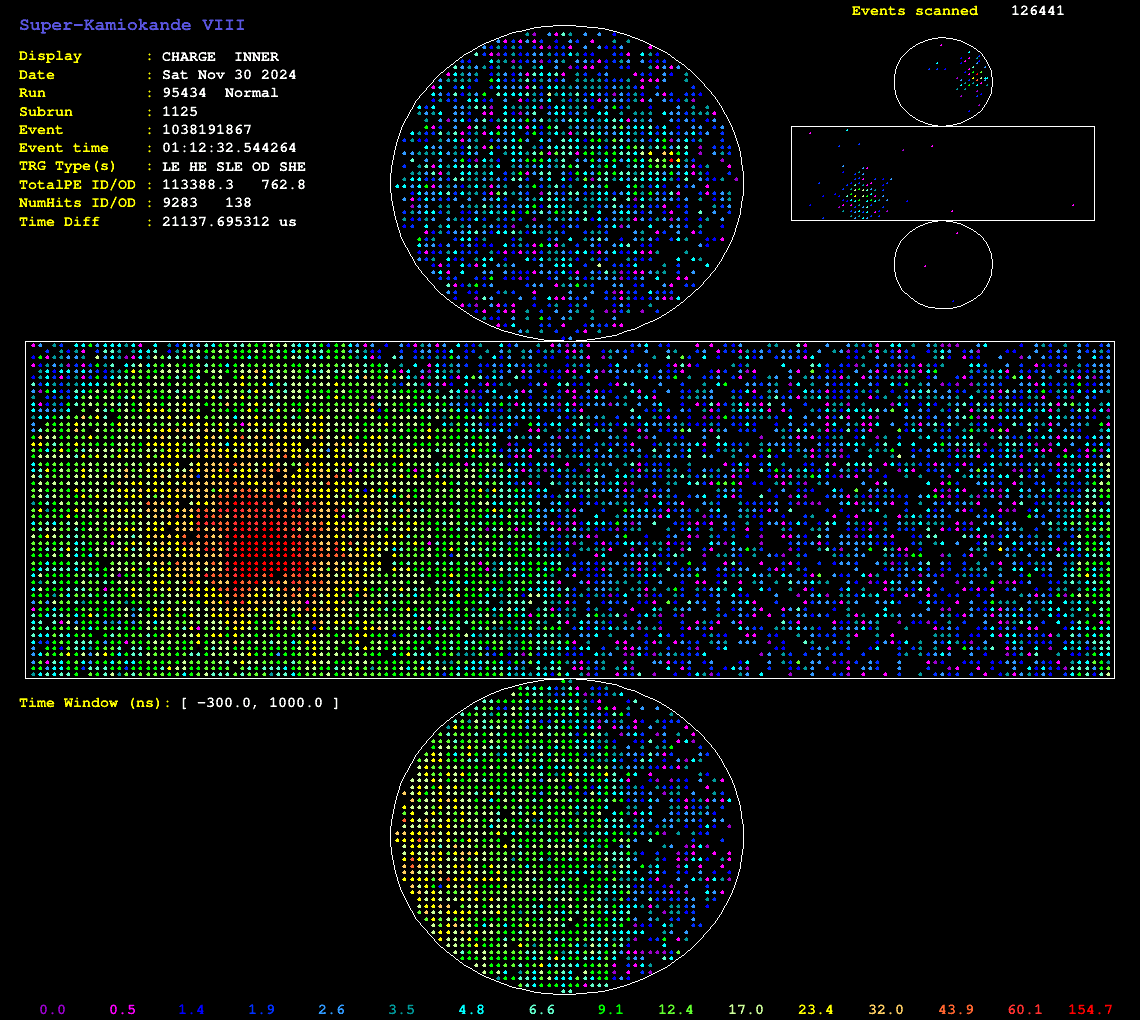 Super-Kamiokande VIII
Events scanned 126441
Display : CHARGE INNER
Date : Sat Nov 30 2024
Run : 95434 Normal
Subrun : 1125
Event : 1038191867
Event time : 01:12:32.544264
TRG Type(s) : LE HE SLE OD SHE
TotalPE ID/OD : 113388.3 762.8
NumHits ID/OD : 9283 138
Time Diff : 21137.695312 us
Time Window (ns): [ -300.0, 1000.0 ]
0.0 0.5 1.4 1.9 2.6 3.5 4.8 6.6 9.1 12.4 17.0 23.4 32.0 43.9 60.1 154.7